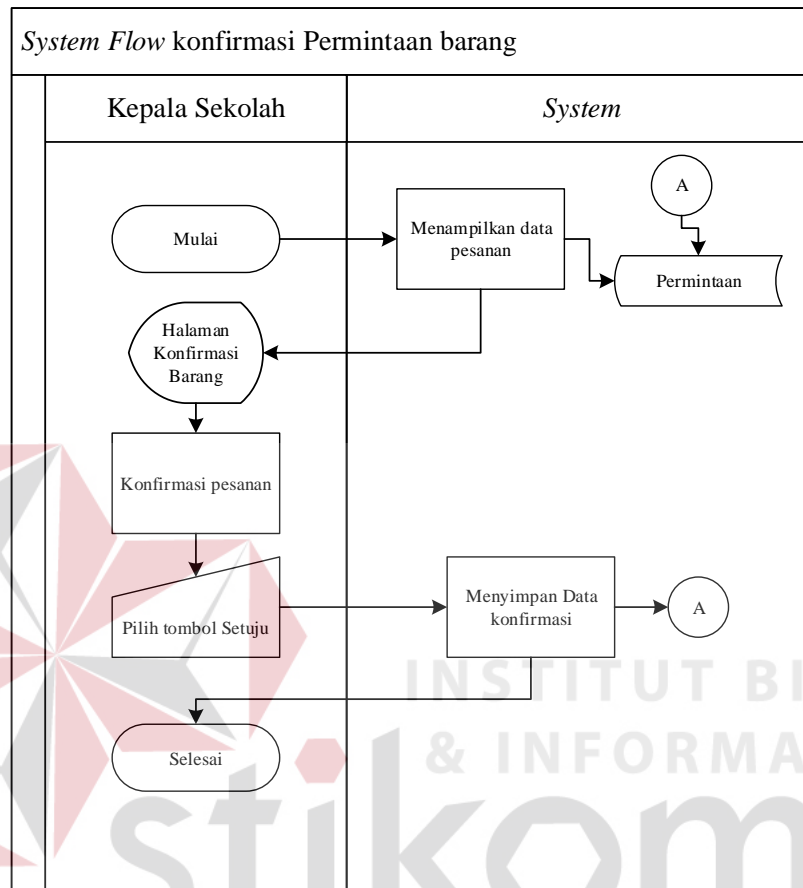 System Flow konfirmasi Permintaan barang
Kepala Sekolah
System
Mulai
Menampilkan data
pesanan
A
Permintaan
Halaman
Konfirmasi
Barang
Konfirmasi pesanan
Pilih tombol Setuju
Menyimpan Data
konfirmasi
A
Selesai
INSTITUT BI
& INFORMA
stikom